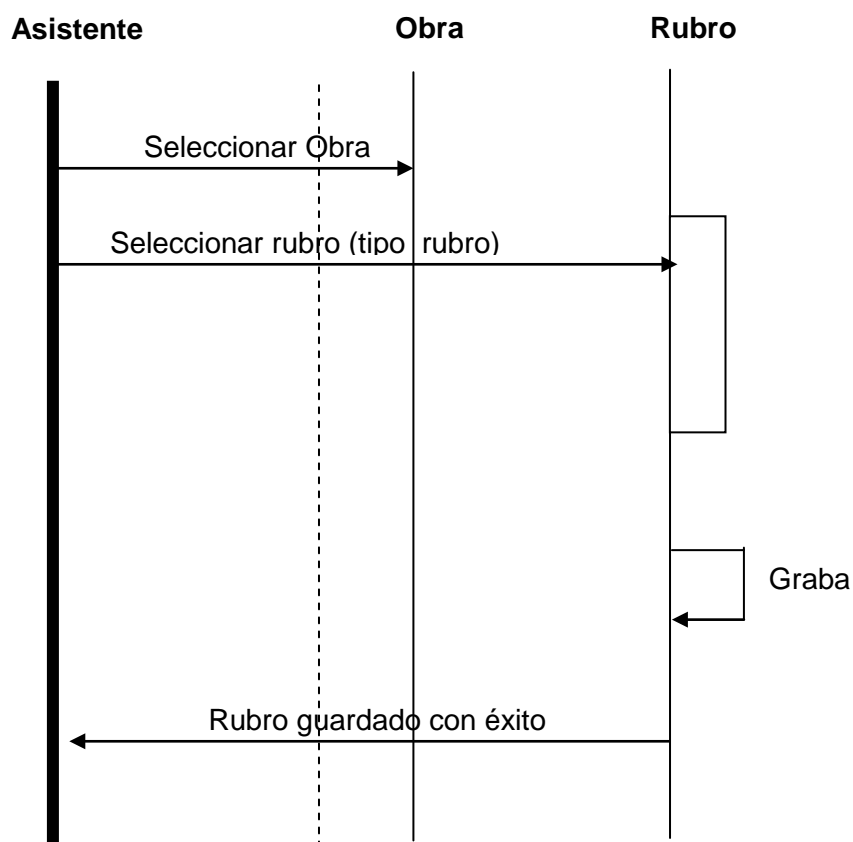 Asistente Obra Rubro
Seleccionar Obra
Seleccionar rubro (tipo rubro)
Graba
Rubro guardado con éxito